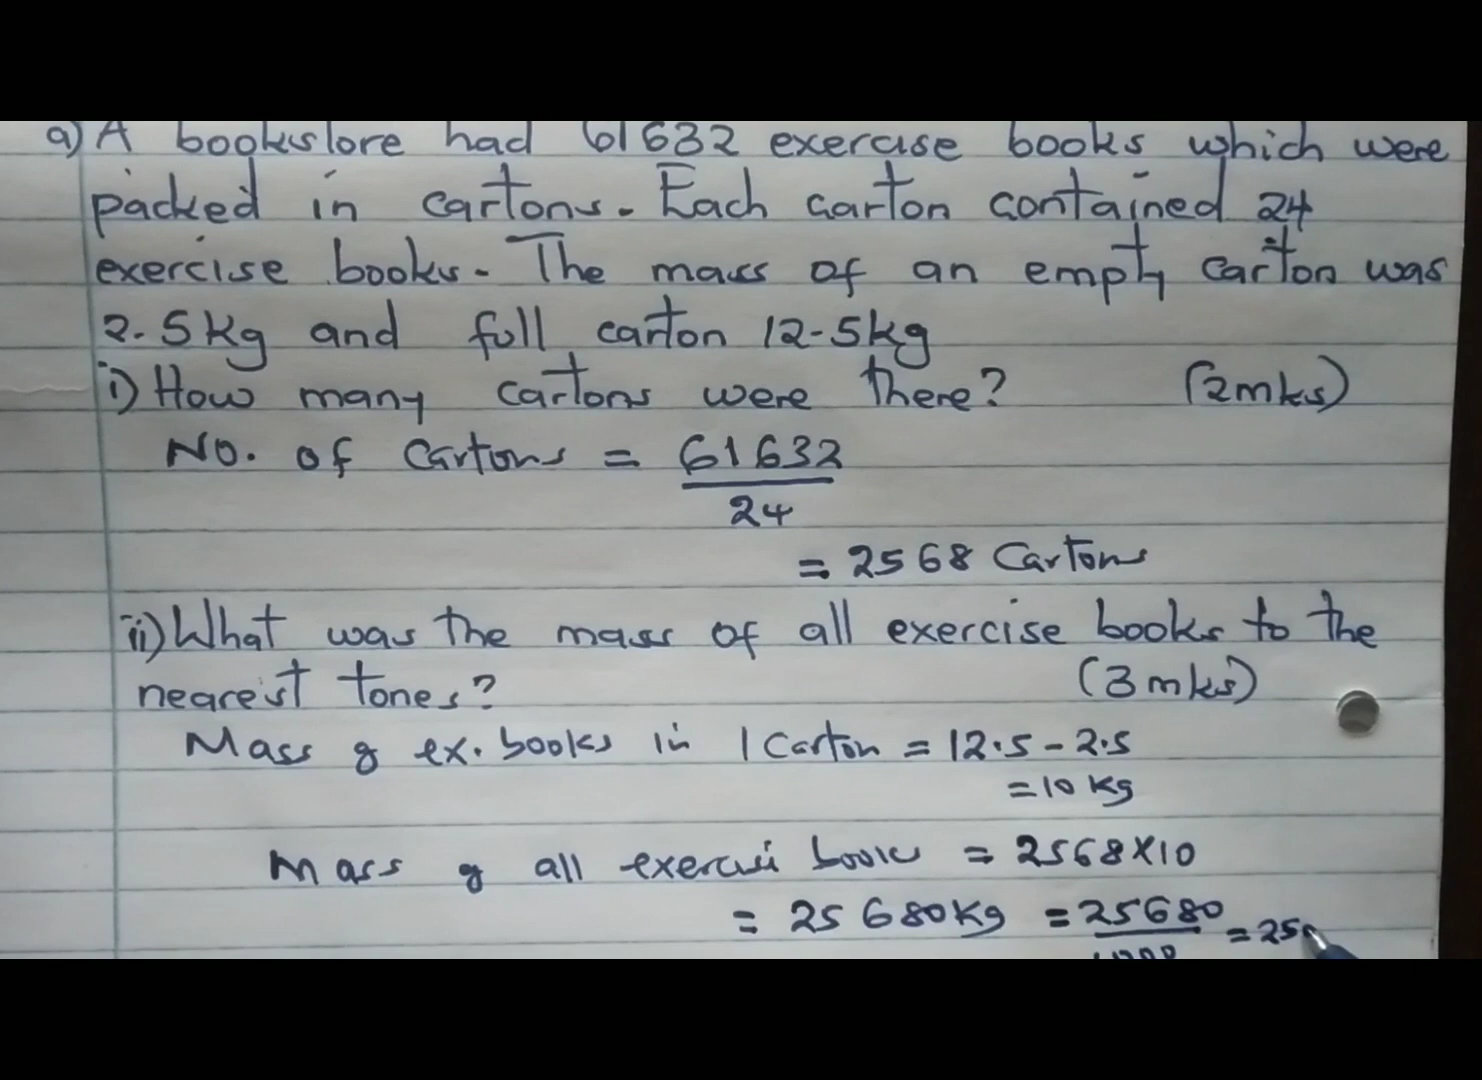 a) A bookstore had 61632 exercise books which were
packed in cartons. Each carton contained 24
exercise books. The mass of an empty carton was
2.5kg and full carton 12.5kg
i) How many cartons were there? (2mks)
No. of Cartons = 61632
24
= 2568 Cartons
ii) What was the mass of all exercise books to the
nearest tones? (3mks)
Mass of ex. books in 1 Carton = 12.5 - 2.5
= 10 Kg
Mass of all exercise books = 2568 X 10
= 25680Kg = 25680 = 25
1000